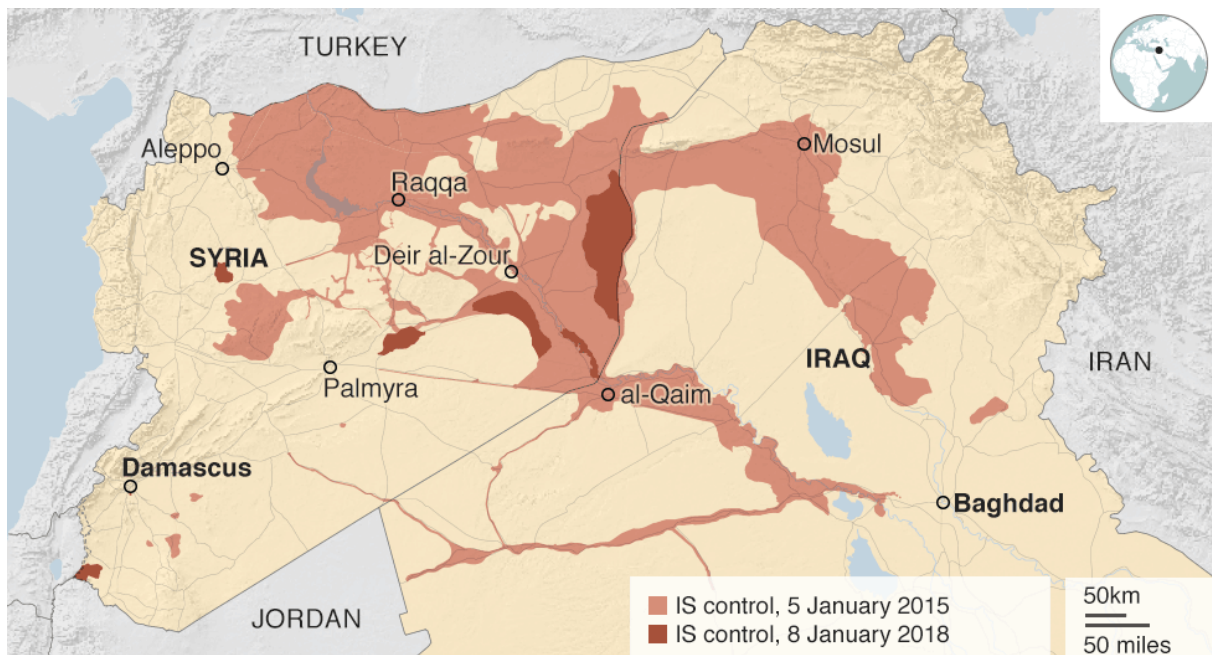 TURKEY
Aleppo
Mosul
Raqqa
SYRIA
Deir al-Zour
IRAQ
IRAN
Palmyra
al-Qaim
Damascus
Baghdad
JORDAN
IS control, 5 January 2015
IS control, 8 January 2018
50km
50 miles